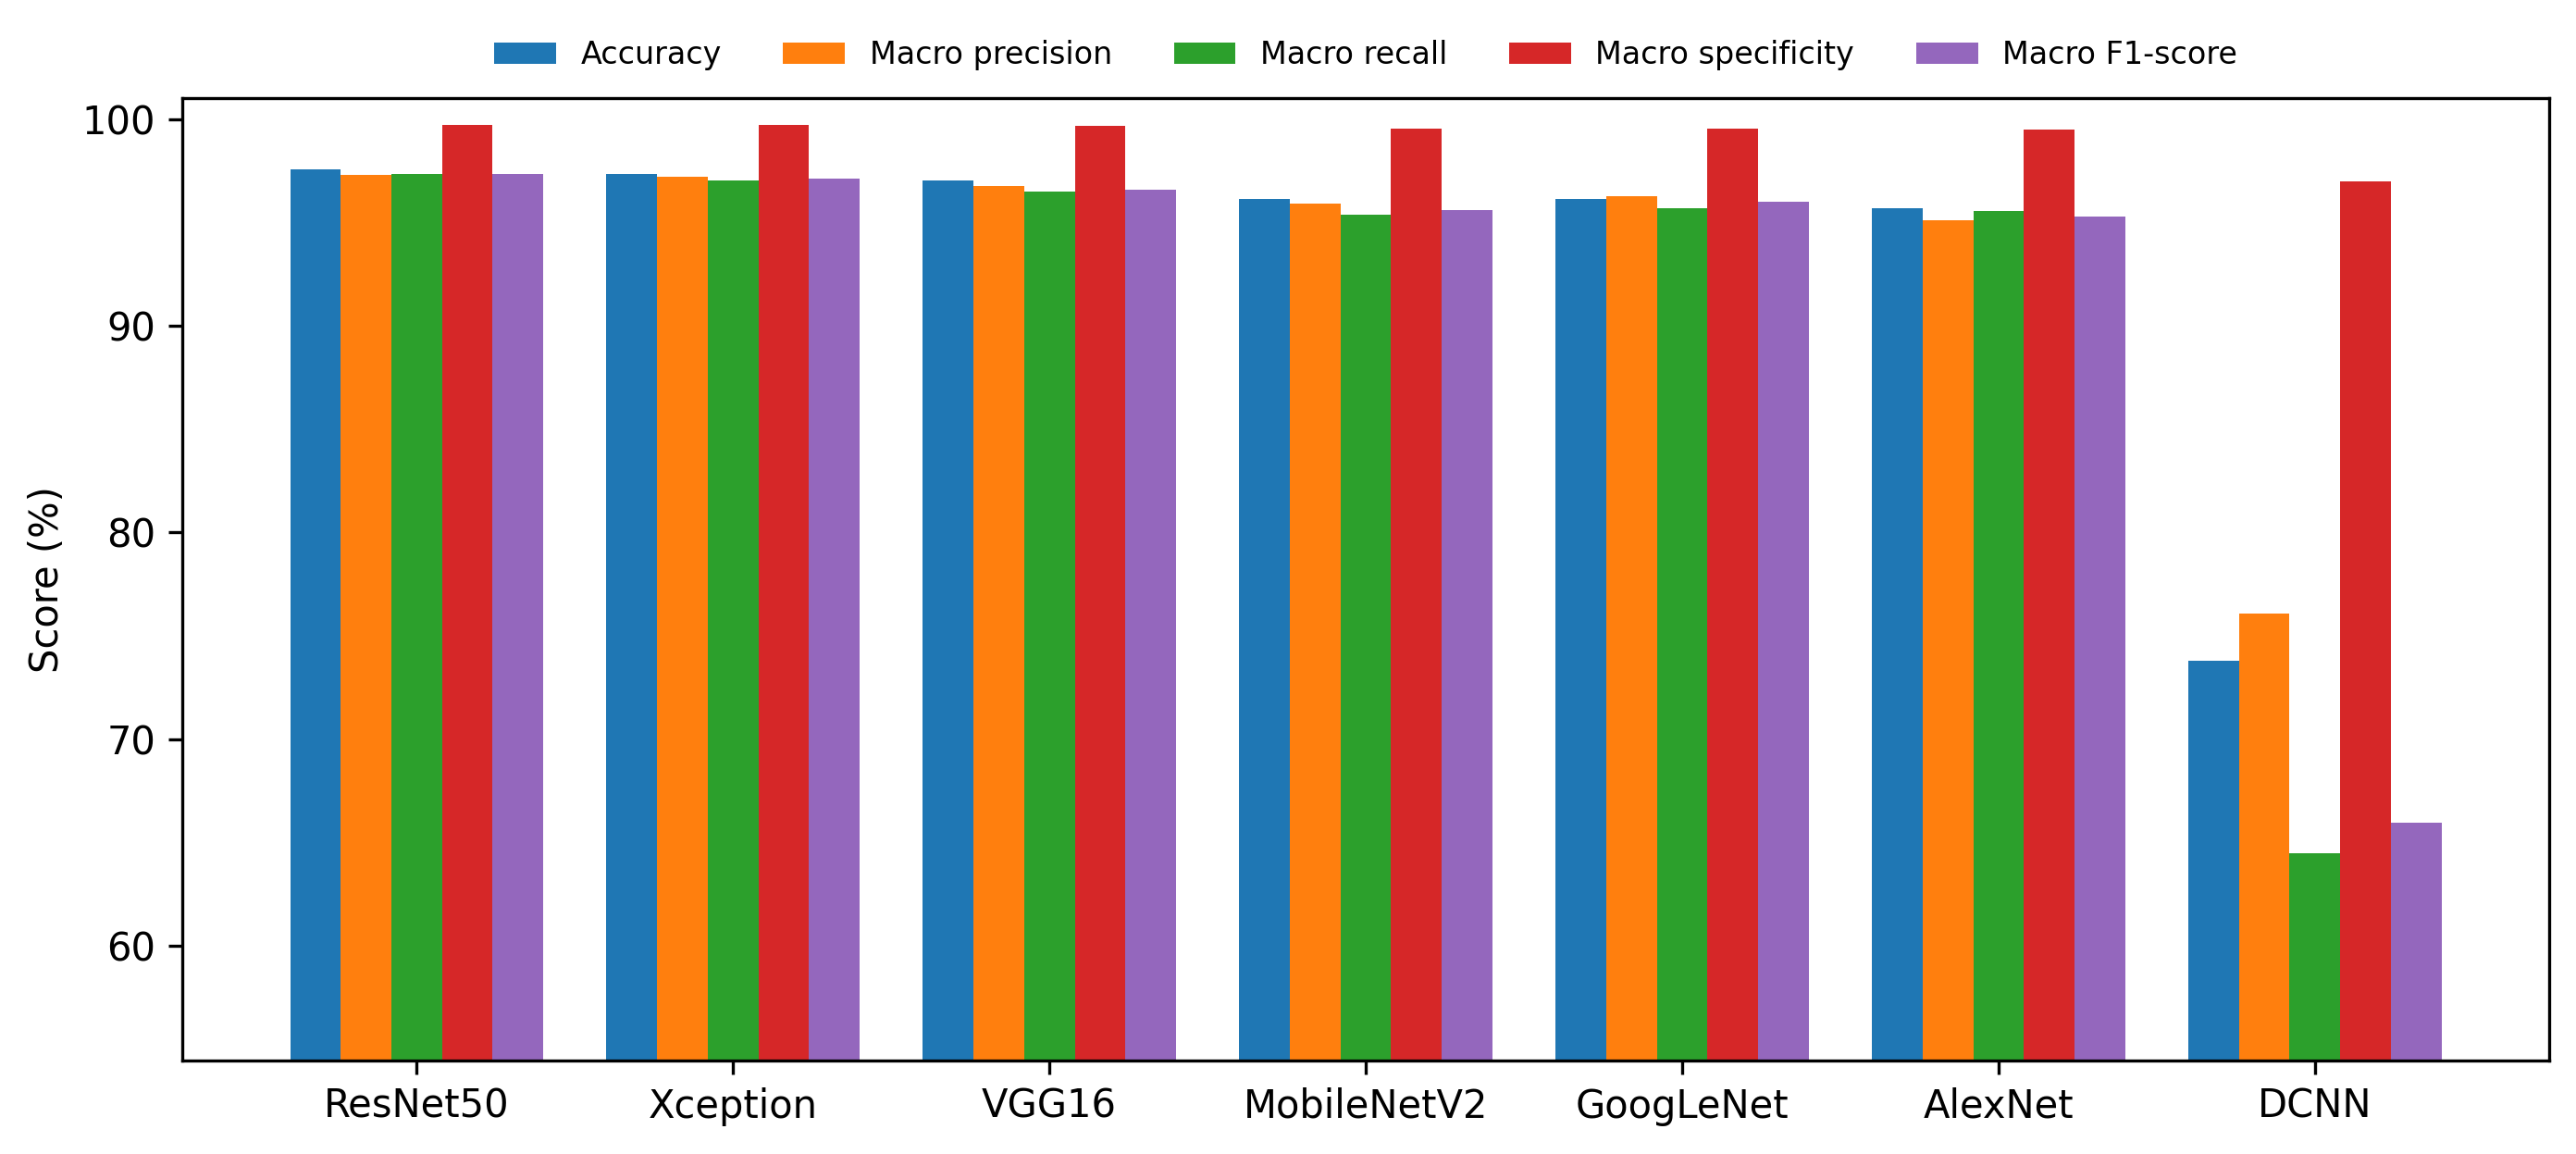 Accuracy Macro precision Macro recall Macro specificity Macro F1-score
100
90
80
70
60
Score (%)
ResNet50 Xception VGG16 MobileNetV2 GoogLeNet AlexNet DCNN